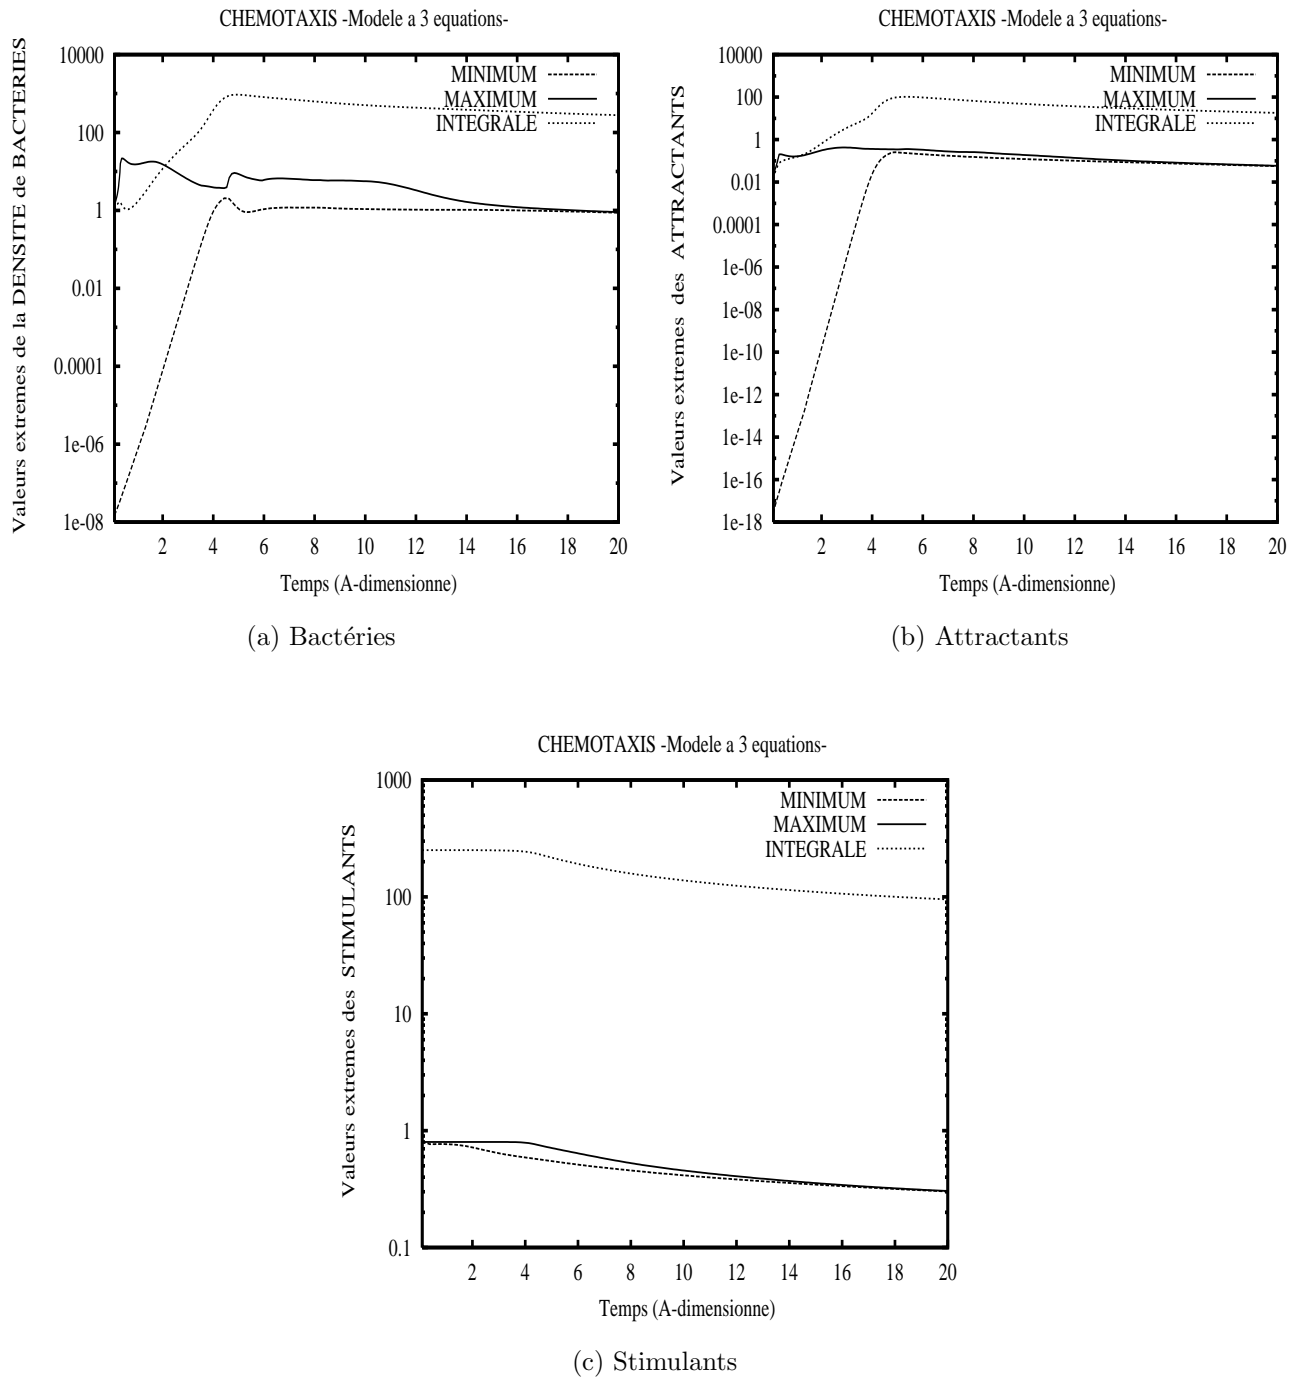 CHEMOTAXIS -Modele a 3 equations-
Valeurs extremes de la DENSITE de BACTERIES
10000
100
1
0.01
0.0001
1e-06
1e-08
MINIMUM
MAXIMUM
INTEGRALE
2 4 6 8 10 12 14 16 18 20
Temps (A-dimensionne)
(a) Bactéries
CHEMOTAXIS -Modele a 3 equations-
Valeurs extremes des ATTRACTANTS
10000
100
1
0.01
0.0001
1e-06
1e-08
1e-10
1e-12
1e-14
1e-16
1e-18
MINIMUM
MAXIMUM
INTEGRALE
2 4 6 8 10 12 14 16 18 20
Temps (A-dimensionne)
(b) Attractants
CHEMOTAXIS -Modele a 3 equations-
Valeurs extremes des STIMULANTS
1000
100
10
1
0.1
MINIMUM
MAXIMUM
INTEGRALE
2 4 6 8 10 12 14 16 18 20
Temps (A-dimensionne)
(c) Stimulants